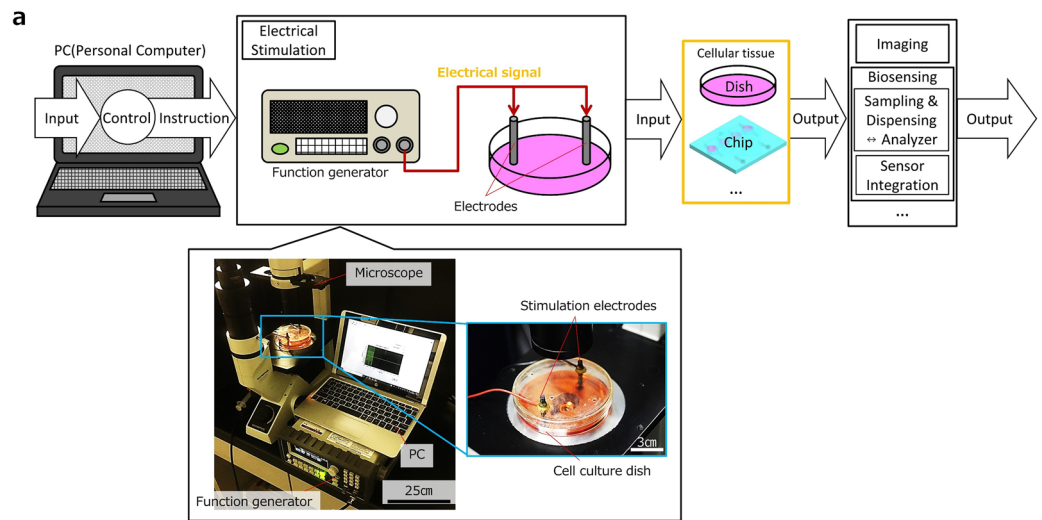 a
PC(Personal Computer)
Input
Control
Instruction
Electrical
Stimulation
Electrical signal
Function generator
Electrodes
Input
Cellular tissue
Dish
Chip
...
Output
Imaging
Biosensing
Sampling &
Dispensing
↔ Analyzer
Sensor
Integration
...
Output
Microscope
PC
Function generator
25㎝
Stimulation electrodes
3㎝
Cell culture dish